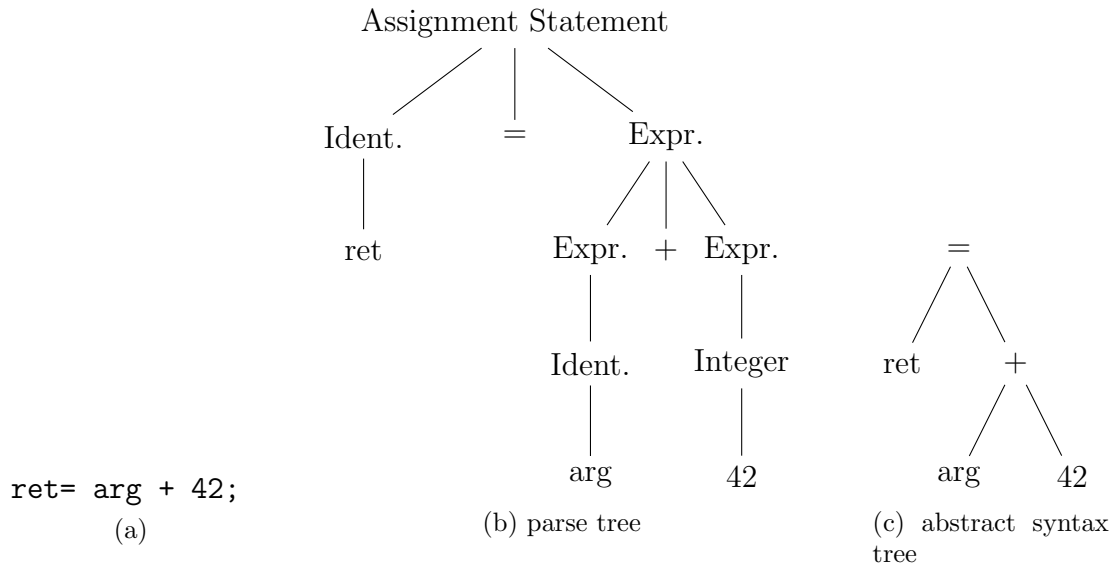 Assignment Statement
Ident. = Expr.
ret Expr. + Expr. =
Ident. Integer ret +
arg 42 arg 42
ret= arg + 42;
(a)
(b) parse tree
(c) abstract syntax
tree